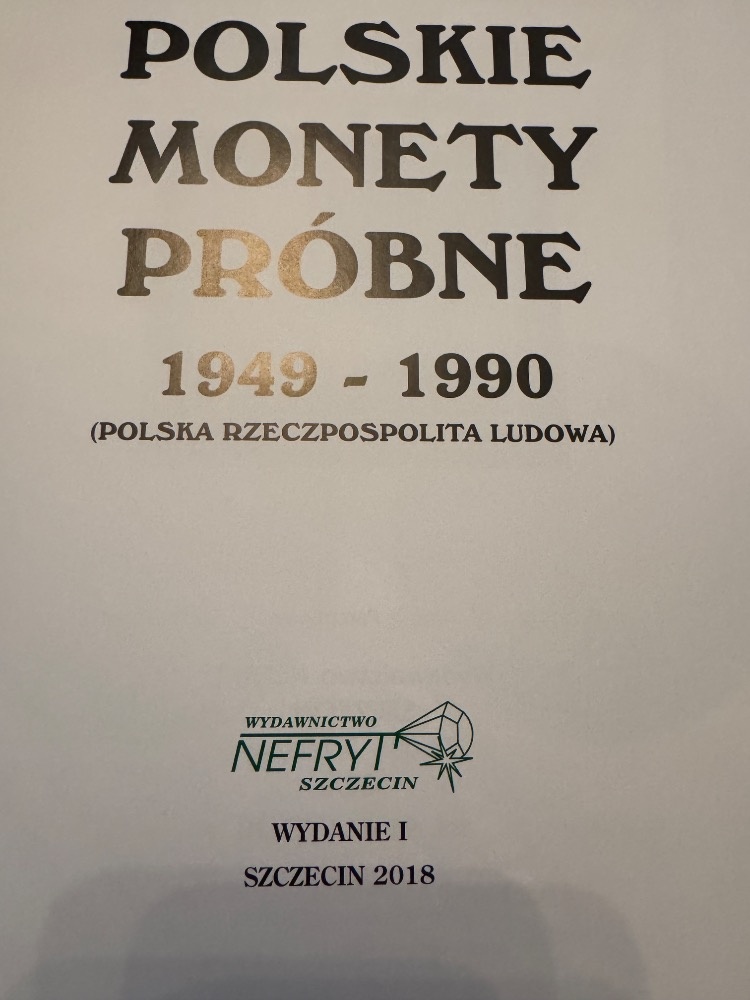 POLSKIE
MONETY
PRÓBNE
1949 - 1990
(POLSKA RZECZPOSPOLITA LUDOWA)
WYDAWNICTWO
NEFRYT
SZCZECIN
WYDANIE I
SZCZECIN 2018